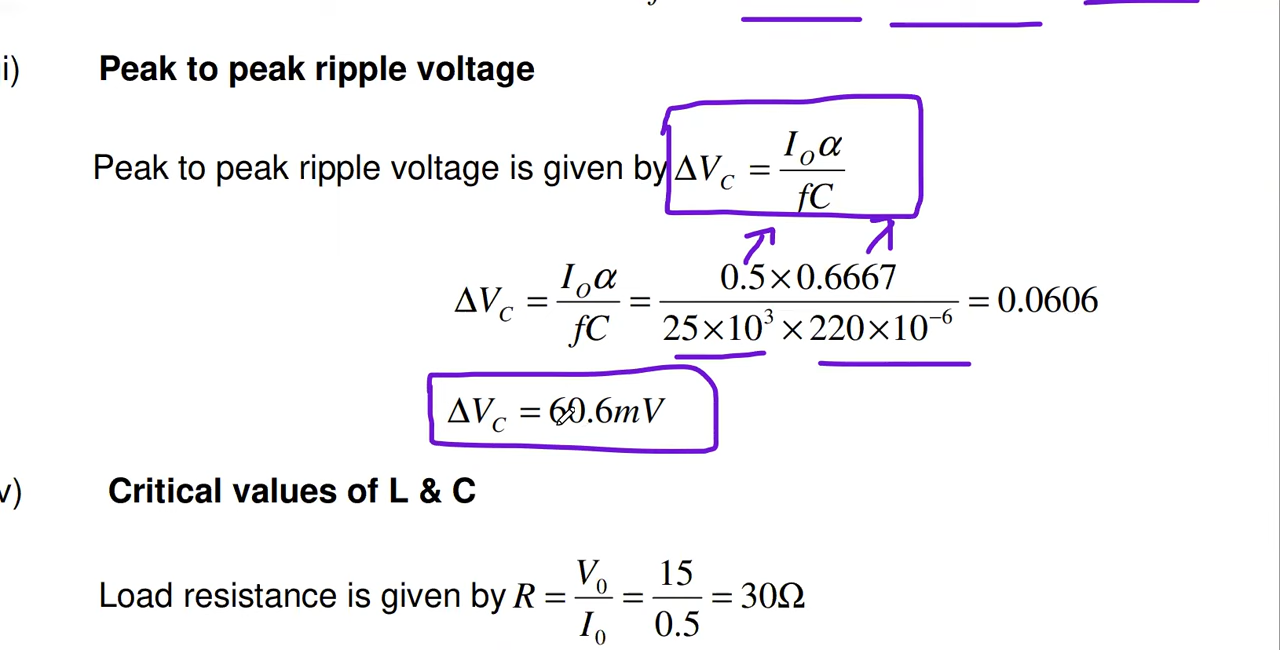 i) Peak to peak ripple voltage
Peak to peak ripple voltage is given by ΔV_C = I_O α / fC
ΔV_C = I_O α / fC = 0.5×0.6667 / 25×10³ ×220×10⁻⁶ = 0.0606
ΔV_C = 60.6mV
v) Critical values of L & C
Load resistance is given by R = V_0 / I_0 = 15 / 0.5 = 30Ω